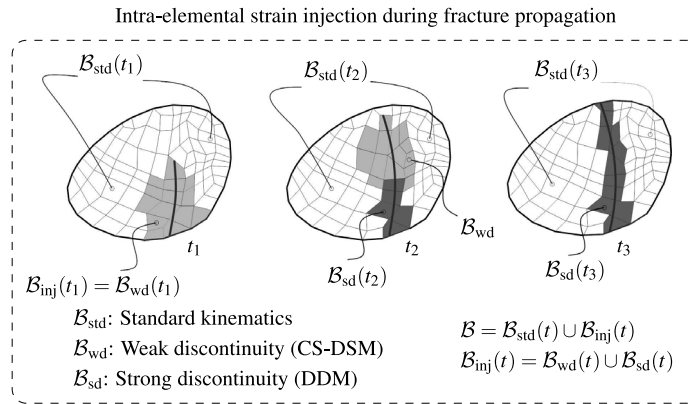 Intra-elemental strain injection during fracture propagation
𝓑std(t₁)
𝓑std(t₂)
𝓑std(t₃)
t₁
t₂
t₃
𝓑wd
𝓑sd(t₂)
𝓑sd(t₃)
𝓑inj(t₁) = 𝓑wd(t₁)
𝓑std: Standard kinematics
𝓑wd: Weak discontinuity (CS-DSM)
𝓑sd: Strong discontinuity (DDM)
𝓑 = 𝓑std(t) ∪ 𝓑inj(t)
𝓑inj(t) = 𝓑wd(t) ∪ 𝓑sd(t)